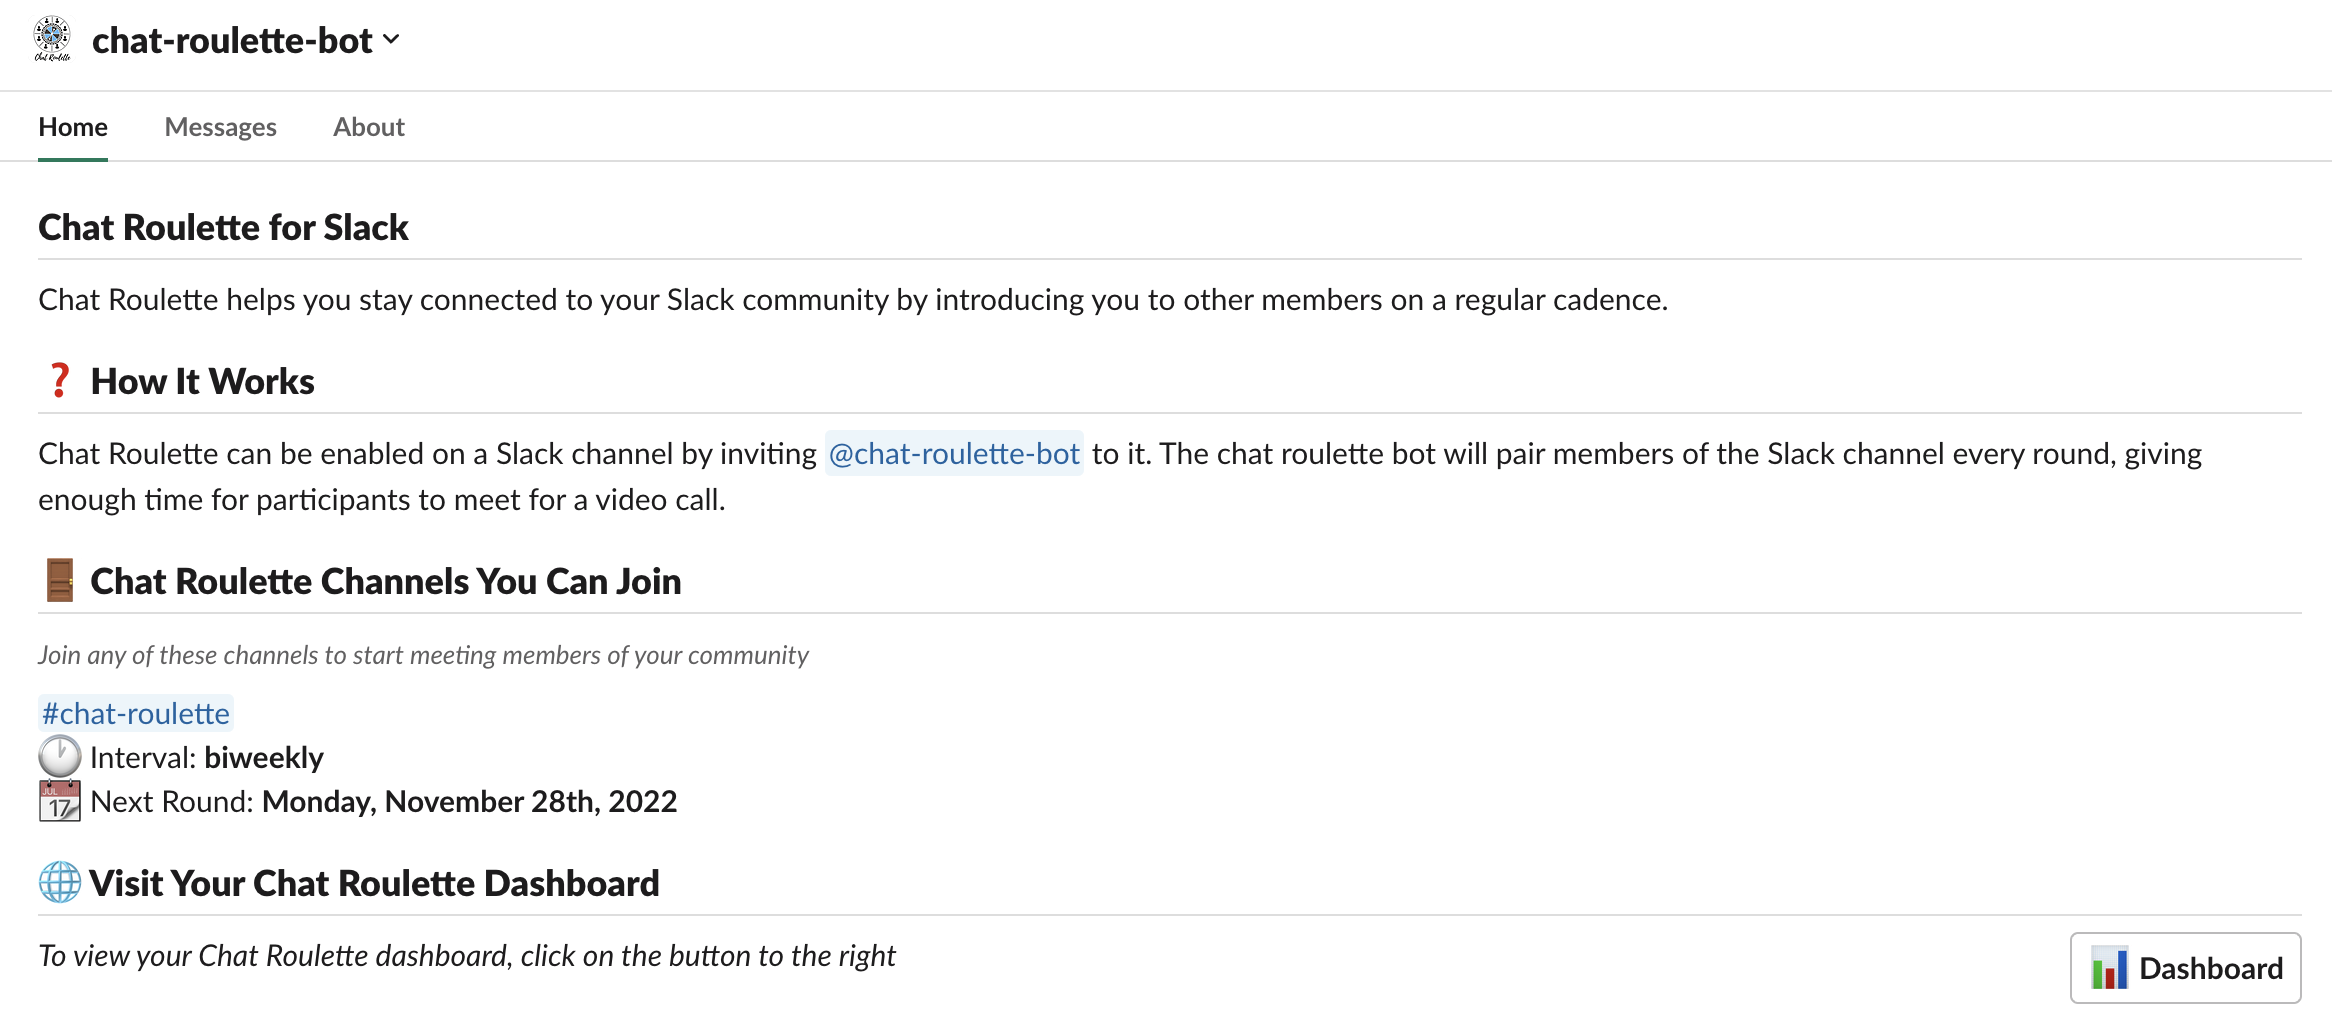 Chat Roulette
chat-roulette-bot
Home Messages About
Chat Roulette for Slack
Chat Roulette helps you stay connected to your Slack community by introducing you to other members on a regular cadence.
❓ How It Works
Chat Roulette can be enabled on a Slack channel by inviting @chat-roulette-bot to it. The chat roulette bot will pair members of the Slack channel every round, giving
enough time for participants to meet for a video call.
🚪 Chat Roulette Channels You Can Join
Join any of these channels to start meeting members of your community
#chat-roulette
Interval: biweekly
JUL
17
Next Round: Monday, November 28th, 2022
Visit Your Chat Roulette Dashboard
To view your Chat Roulette dashboard, click on the button to the right
Dashboard